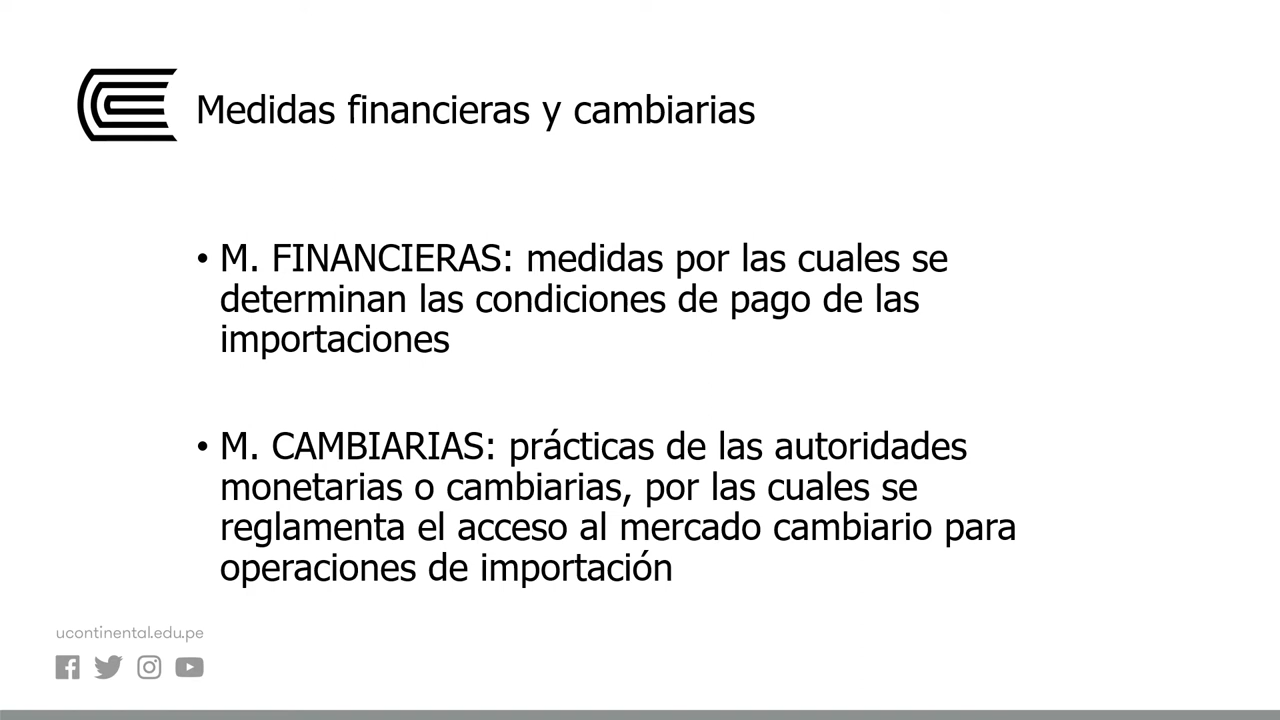 Medidas financieras y cambiarias
• M. FINANCIERAS: medidas por las cuales se
determinan las condiciones de pago de las
importaciones
• M. CAMBIARIAS: prácticas de las autoridades
monetarias o cambiarias, por las cuales se
reglamenta el acceso al mercado cambiario para
operaciones de importación
ucontinental.edu.pe